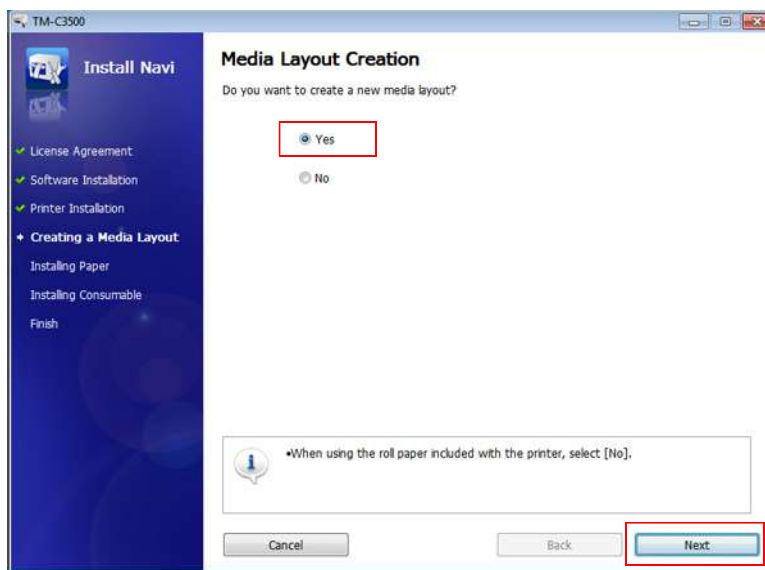 TM-C3500
Install Navi
License Agreement
Software Installation
Printer Installation
Creating a Media Layout
Installing Paper
Installing Consumable
Finish
Media Layout Creation
Do you want to create a new media layout?
Yes
No
•When using the roll paper included with the printer, select [No].
Cancel
Back
Next